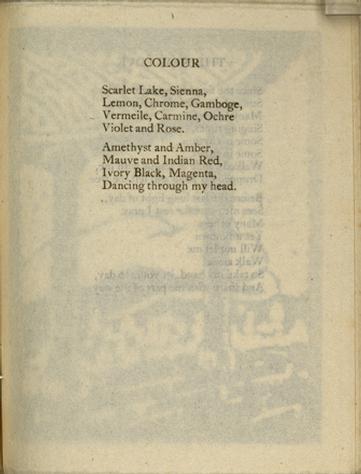 COLOUR
Scarlet Lake, Sienna,
Lemon, Chrome, Gamboge,
Vermeile, Carmine, Ochre
Violet and Rose.
Amethyst and Amber,
Mauve and Indian Red,
Ivory Black, Magenta,
Dancing through my head.